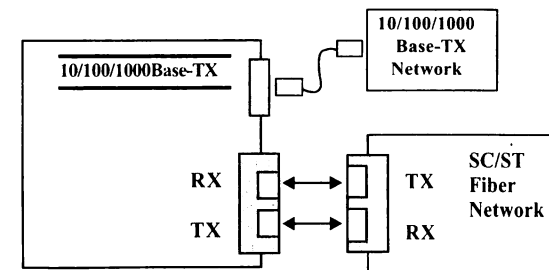 10/100/1000
Base-TX
Network
10/100/1000Base-TX
RX
TX
TX
RX
SC/ST
Fiber
Network